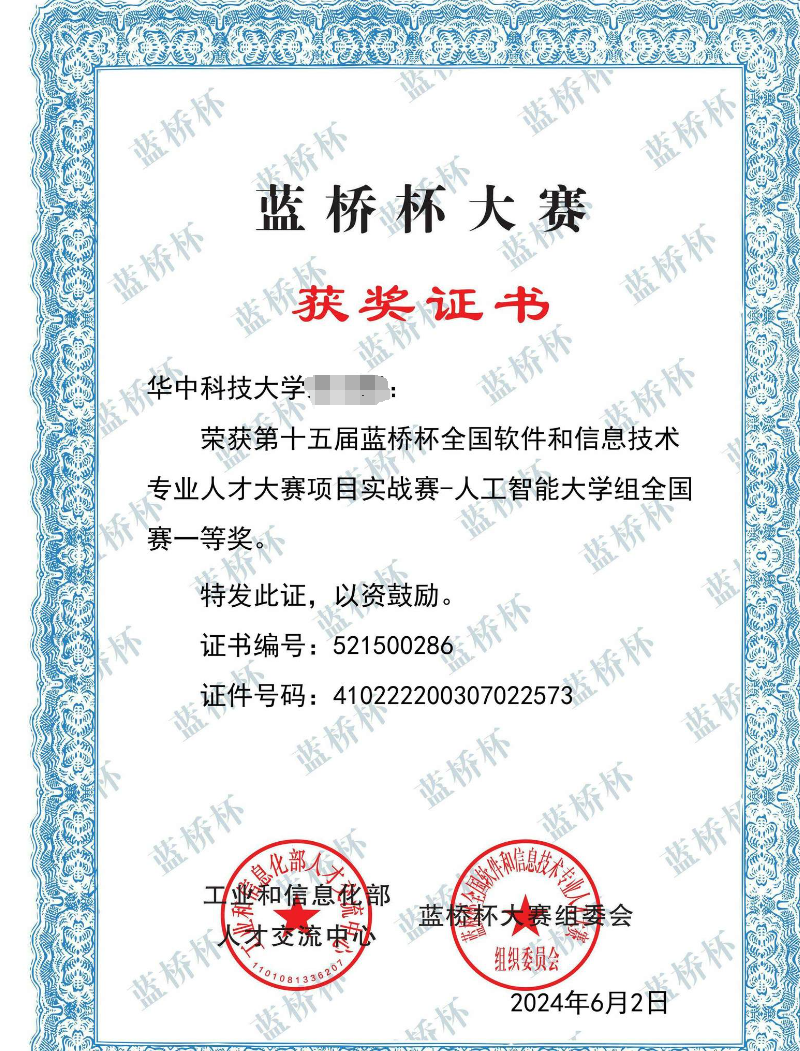 蓝桥杯大赛
获奖证书
华中科技大学:
荣获第十五届蓝桥杯全国软件和信息技术
专业人才大赛项目实战赛-人工智能大学组全国
赛一等奖。
特发此证，以资鼓励。
证书编号：521500286
证件号码：410222200307022573
工业和信息化部
人才交流中心
工业和信息化部人才交流中心
1101081336207
蓝桥杯大赛组委会
蓝桥杯全国软件和信息技术专业人才大赛
组织委员会
2024年6月2日
蓝桥杯